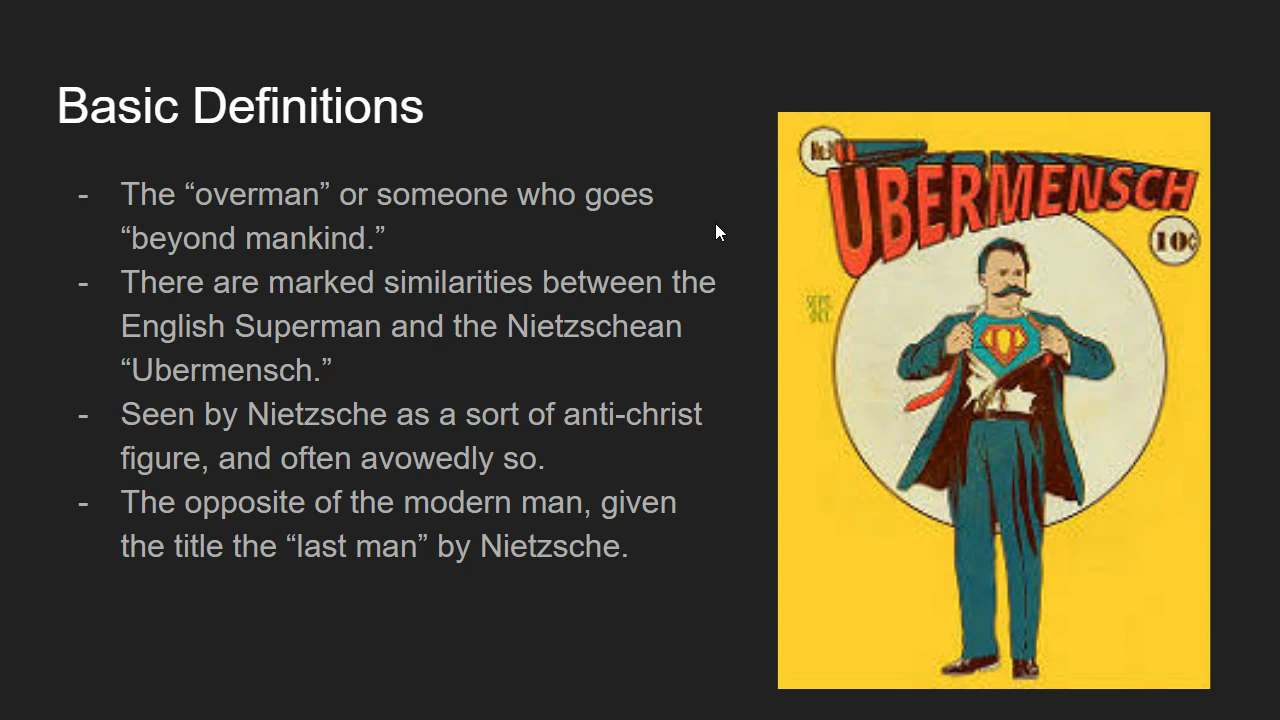 Basic Definitions
- The “overman” or someone who goes
“beyond mankind.”
- There are marked similarities between the
English Superman and the Nietzschean
“Ubermensch.”
- Seen by Nietzsche as a sort of anti-christ
figure, and often avowedly so.
- The opposite of the modern man, given
the title the “last man” by Nietzsche.
ÜBERMENSCH
10¢
SEPT.
U